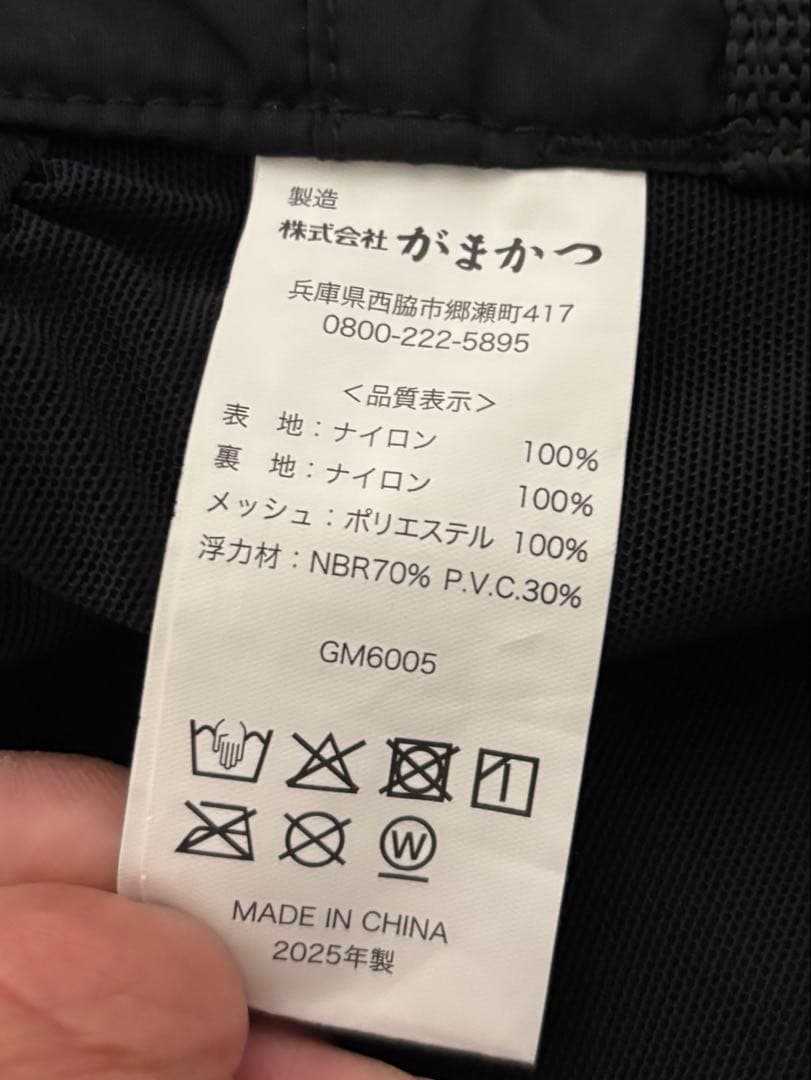 製造
株式会社 がまかつ
兵庫県西脇市郷瀬町417
0800-222-5895
＜品質表示＞
表　地：ナイロン　100%
裏　地：ナイロン　100%
メッシュ：ポリエステル　100%
浮力材：NBR70% P.V.C.30%
GM6005
W
MADE IN CHINA
2025年製